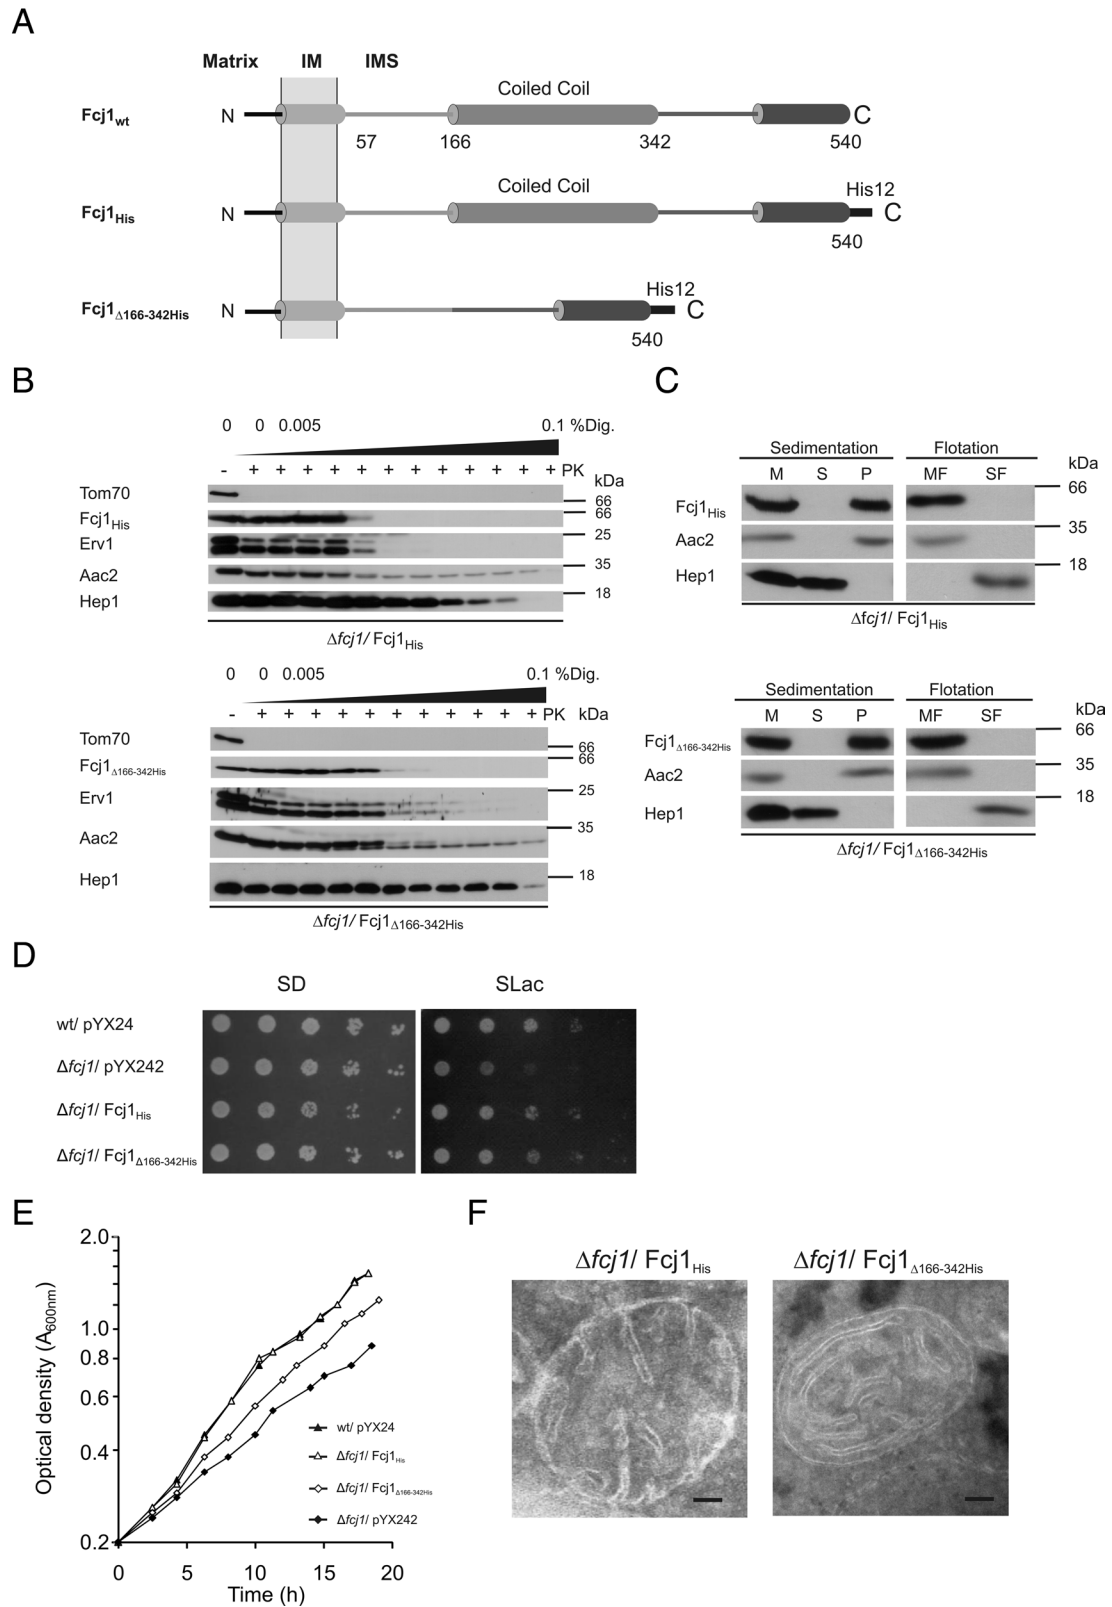 A
Matrix IM IMS
Coiled Coil
Fcj1wt N C
57 166 342 540
Coiled Coil His12
Fcj1His N C
540
His12
Fcj1Δ166-342His N C
540
B
0 0 0.005 0.1 %Dig.
- + + + + + + + + + + + + PK
kDa
Tom70 66
Fcj1His 66
Erv1 25
Aac2 35
Hep1 18
Δfcj1/ Fcj1His
0 0 0.005 0.1 %Dig.
- + + + + + + + + + + + PK kDa
Tom70 66
Fcj1Δ166-342His 66
Erv1 25
Aac2 35
Hep1 18
Δfcj1/ Fcj1Δ166-342His
C
Sedimentation Flotation
kDa
M S P MF SF
66
Fcj1His
35
Aac2
18
Hep1
Δfcj1/ Fcj1His
Sedimentation Flotation
kDa
M S P MF SF
66
Fcj1Δ166-342His
35
Aac2
18
Hep1
Δfcj1/ Fcj1Δ166-342His
D
SD SLac
wt/ pYX24
Δfcj1/ pYX242
Δfcj1/ Fcj1His
Δfcj1/ Fcj1Δ166-342His
E
Optical density (A600nm)
2.0
1.0
0.8
0.6
0.4
0.2
0 5 10 15 20
Time (h)
wt/ pYX24
Δfcj1/ Fcj1His
Δfcj1/ Fcj1Δ166-342His
Δfcj1/ pYX242
F
Δfcj1/ Fcj1His Δfcj1/ Fcj1Δ166-342His